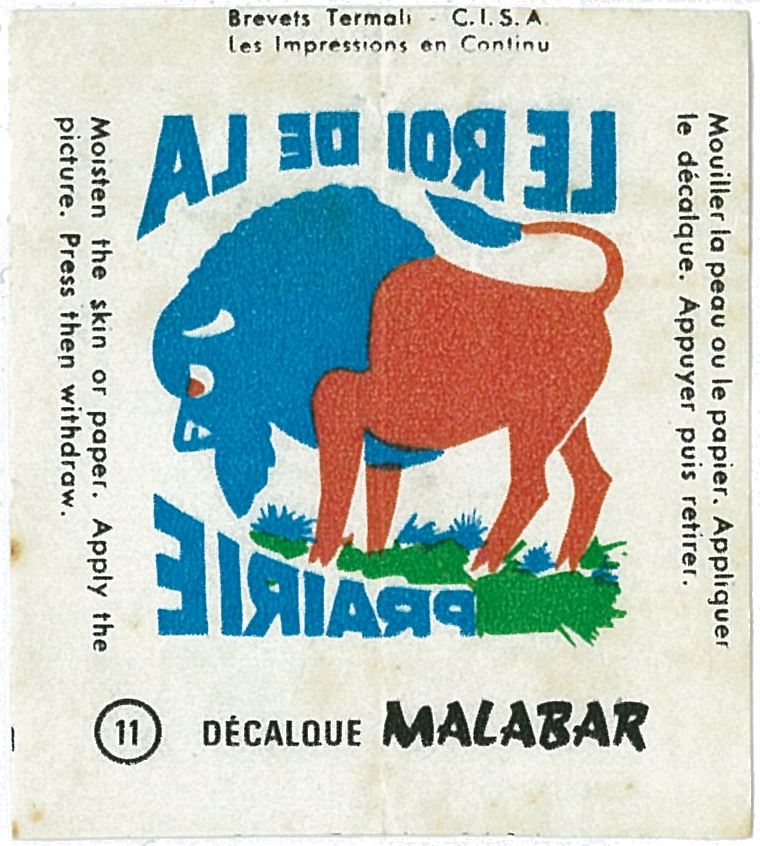 Brevets Termali - C.I.S.A.
Les Impressions en Continu
LE ROI DE LA
PRAIRIE
Moisten the skin or paper. Apply the
picture. Press then withdraw.
Mouiller la peau ou le papier. Appliquer
le décalque. Appuyer puis retirer.
11 DÉCALQUE MALABAR